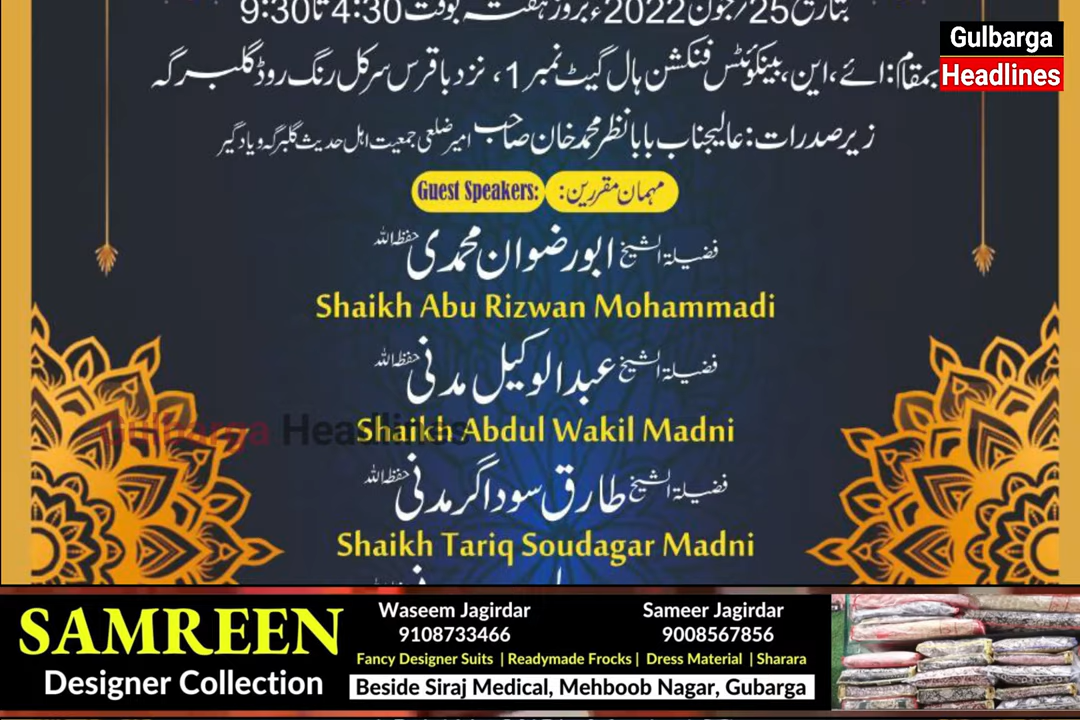 بتاریخ 25/جون 2022ء بروز ہفتہ بوقت 4:30 تا 9:30
Gulbarga
Headlines
بمقام: اے، این، بینکوئٹس فنکشن ہال گیٹ نمبر 1، نزد باقرس سرکل رنگ روڈ گلبرگہ
زیر صدرات: عالیجناب بابا نظر محمد خان صاحب امیر ضلعی جمعیت اہل حدیث گلبرگہ و یادگیر
Guest Speakers: مہمان مقررین:
فضیلۃ الشیخ ابو رضوان محمدی حفظہ اللہ
Shaikh Abu Rizwan Mohammadi
فضیلۃ الشیخ عبدالوکیل مدنی حفظہ اللہ
Gulbarga Headlines
Shaikh Abdul Wakil Madni
فضیلۃ الشیخ طارق سوداگر مدنی حفظہ اللہ
Shaikh Tariq Soudagar Madni
SAMREEN
Designer Collection
Waseem Jagirdar
9108733466
Sameer Jagirdar
9008567856
Fancy Designer Suits | Readymade Frocks | Dress Material | Sharara
Beside Siraj Medical, Mehboob Nagar, Gubarga